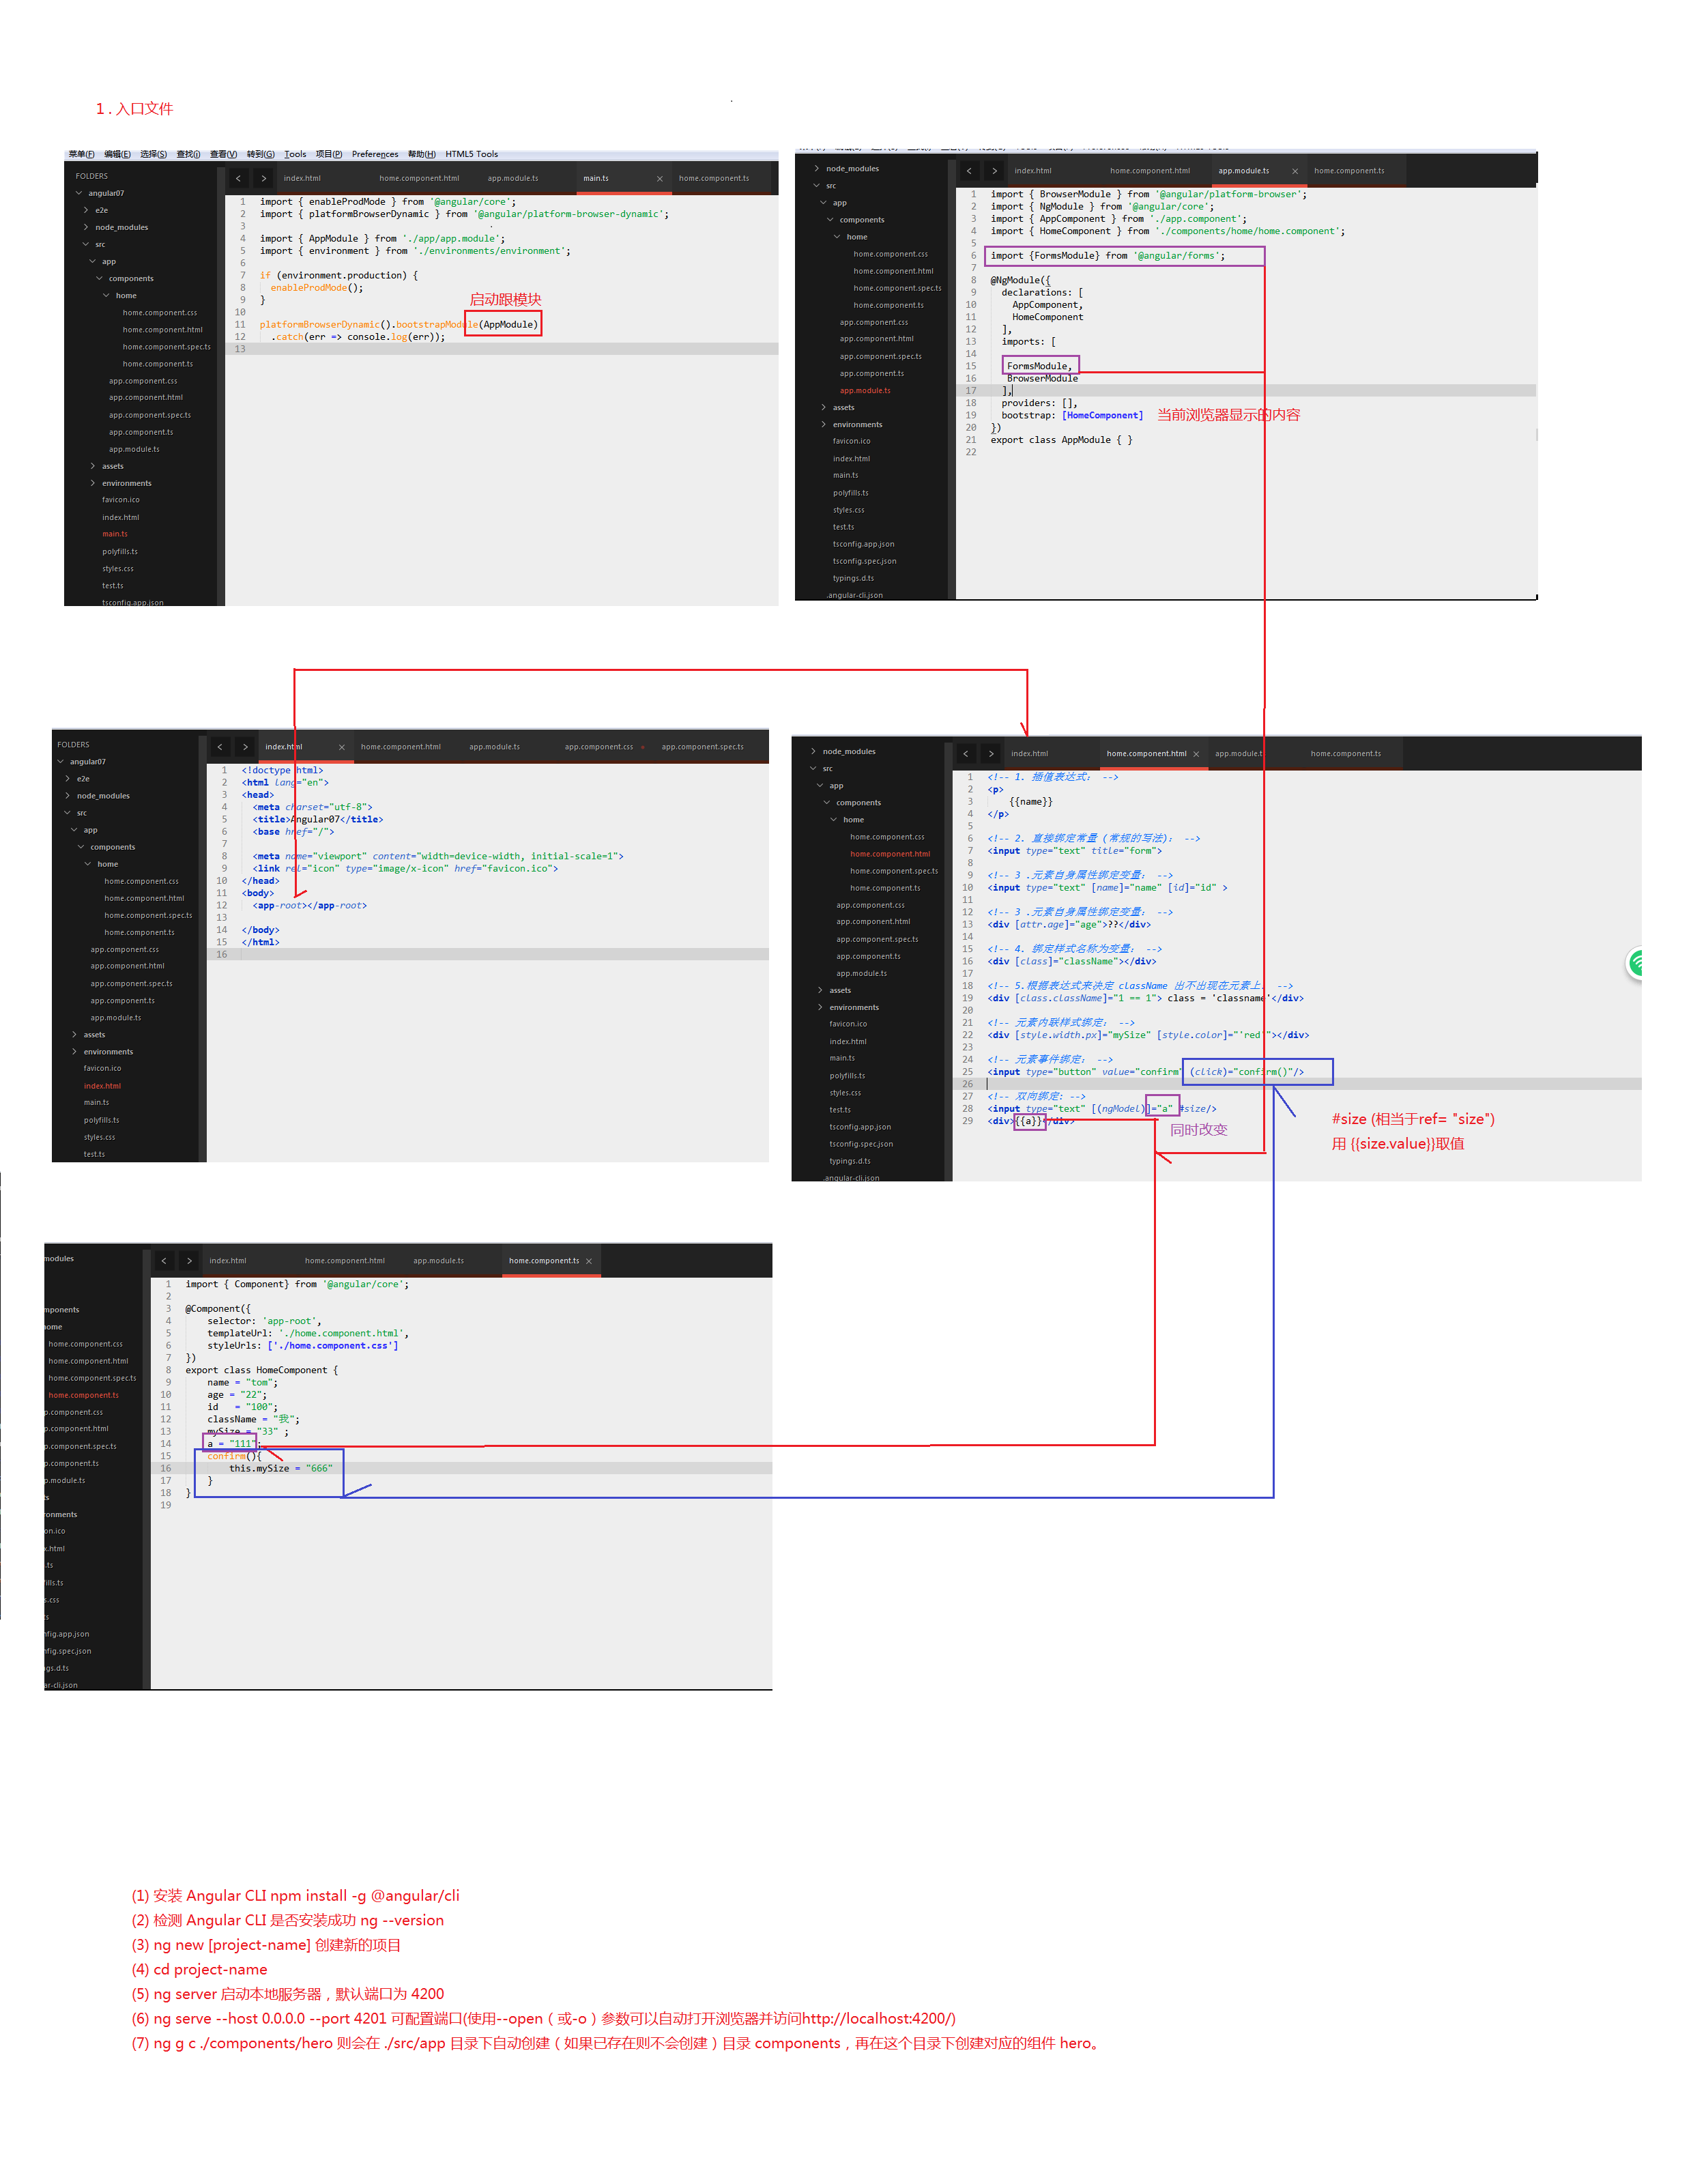 1 . 入口文件
菜单(F) 编辑(E) 选择(S) 查找(I) 查看(V) 转到(G) Tools 项目(P) Preferences 帮助(H) HTML5 Tools
FOLDERS
angular07
e2e
node_modules
src
app
components
home
home.component.css
home.component.html
home.component.spec.ts
home.component.ts
app.component.css
app.component.html
app.component.spec.ts
app.component.ts
app.module.ts
assets
environments
favicon.ico
index.html
main.ts
polyfills.ts
styles.css
test.ts
tsconfig.app.json
index.html home.component.html app.module.ts main.ts home.component.ts
1 import { enableProdMode } from '@angular/core';
2 import { platformBrowserDynamic } from '@angular/platform-browser-dynamic';
3
4 import { AppModule } from './app/app.module';
5 import { environment } from './environments/environment';
6
7 if (environment.production) {
8 enableProdMode();
9 }
10
启动跟模块
11 platformBrowserDynamic().bootstrapModule(AppModule)
12 .catch(err => console.log(err));
13
node_modules
src
app
components
home
home.component.css
home.component.html
home.component.spec.ts
home.component.ts
app.component.css
app.component.html
app.component.spec.ts
app.component.ts
app.module.ts
assets
environments
favicon.ico
index.html
main.ts
polyfills.ts
styles.css
test.ts
tsconfig.app.json
tsconfig.spec.json
typings.d.ts
.angular-cli.json
index.html home.component.html app.module.ts home.component.ts
1 import { BrowserModule } from '@angular/platform-browser';
2 import { NgModule } from '@angular/core';
3 import { AppComponent } from './app.component';
4 import { HomeComponent } from './components/home/home.component';
5
6 import {FormsModule} from '@angular/forms';
7
8 @NgModule({
9 declarations: [
10 AppComponent,
11 HomeComponent
12 ],
13 imports: [
14
15 FormsModule,
16 BrowserModule
17 ],
18 providers: [],
19 bootstrap: [HomeComponent] 当前浏览器显示的内容
20 })
21 export class AppModule { }
22
FOLDERS
angular07
e2e
node_modules
src
app
components
home
home.component.css
home.component.html
home.component.spec.ts
home.component.ts
app.component.css
app.component.html
app.component.spec.ts
app.component.ts
app.module.ts
assets
environments
favicon.ico
index.html
main.ts
polyfills.ts
styles.css
test.ts
index.html home.component.html app.module.ts app.component.css app.component.spec.ts
1 <!doctype html>
2 <html lang="en">
3 <head>
4 <meta charset="utf-8">
5 <title>Angular07</title>
6 <base href="/">
7
8 <meta name="viewport" content="width=device-width, initial-scale=1">
9 <link rel="icon" type="image/x-icon" href="favicon.ico">
10 </head>
11 <body>
12 <app-root></app-root>
13
14 </body>
15 </html>
16
node_modules
src
app
components
home
home.component.css
home.component.html
home.component.spec.ts
home.component.ts
app.component.css
app.component.html
app.component.spec.ts
app.component.ts
app.module.ts
assets
environments
favicon.ico
index.html
main.ts
polyfills.ts
styles.css
test.ts
tsconfig.app.json
tsconfig.spec.json
typings.d.ts
.angular-cli.json
index.html home.component.html app.module.t home.component.ts
1 <!-- 1. 插值表达式： -->
2 <p>
3 {{name}}
4 </p>
5
6 <!-- 2. 直接绑定常量 (常规的写法)： -->
7 <input type="text" title="form">
8
9 <!-- 3 .元素自身属性绑定变量： -->
10 <input type="text" [name]="name" [id]="id" >
11
12 <!-- 3 .元素自身属性绑定变量： -->
13 <div [attr.age]="age">??</div>
14
15 <!-- 4. 绑定样式名称为变量： -->
16 <div [class]="className"></div>
17
18 <!-- 5.根据表达式来决定 className 出不出现在元素上： -->
19 <div [class.className]="1 == 1"> class = 'classname'</div>
20
21 <!-- 元素内联样式绑定： -->
22 <div [style.width.px]="mySize" [style.color]="'red'"></div>
23
24 <!-- 元素事件绑定： -->
25 <input type="button" value="confirm" (click)="confirm()"/>
26
27 <!-- 双向绑定：-->
28 <input type="text" [(ngModel)]="a" #size/>
29 <div>{{a}}</div>
同时改变
#size (相当于ref= "size")
用 {{size.value}}取值
modules
mponents
ome
home.component.css
home.component.html
home.component.spec.ts
home.component.ts
p.component.css
p.component.html
p.component.spec.ts
p.component.ts
p.module.ts
ts
ronments
on.ico
x.html
.ts
fills.ts
s.css
ts
nfig.app.json
nfig.spec.json
ngs.d.ts
ar-cli.json
index.html home.component.html app.module.ts home.component.ts
1 import { Component} from '@angular/core';
2
3 @Component({
4 selector: 'app-root',
5 templateUrl: './home.component.html',
6 styleUrls: ['./home.component.css']
7 })
8 export class HomeComponent {
9 name = "tom";
10 age = "22";
11 id = "100";
12 className = "我";
13 mySize = "33" ;
14 a = "111";
15 confirm(){
16 this.mySize = "666"
17 }
18 }
19
(1) 安装 Angular CLI npm install -g @angular/cli
(2) 检测 Angular CLI 是否安装成功 ng --version
(3) ng new [project-name] 创建新的项目
(4) cd project-name
(5) ng server 启动本地服务器，默认端口为 4200
(6) ng serve --host 0.0.0.0 --port 4201 可配置端口(使用--open（或-o）参数可以自动打开浏览器并访问http://localhost:4200/)
(7) ng g c ./components/hero 则会在 ./src/app 目录下自动创建（如果已存在则不会创建）目录 components，再在这个目录下创建对应的组件 hero。